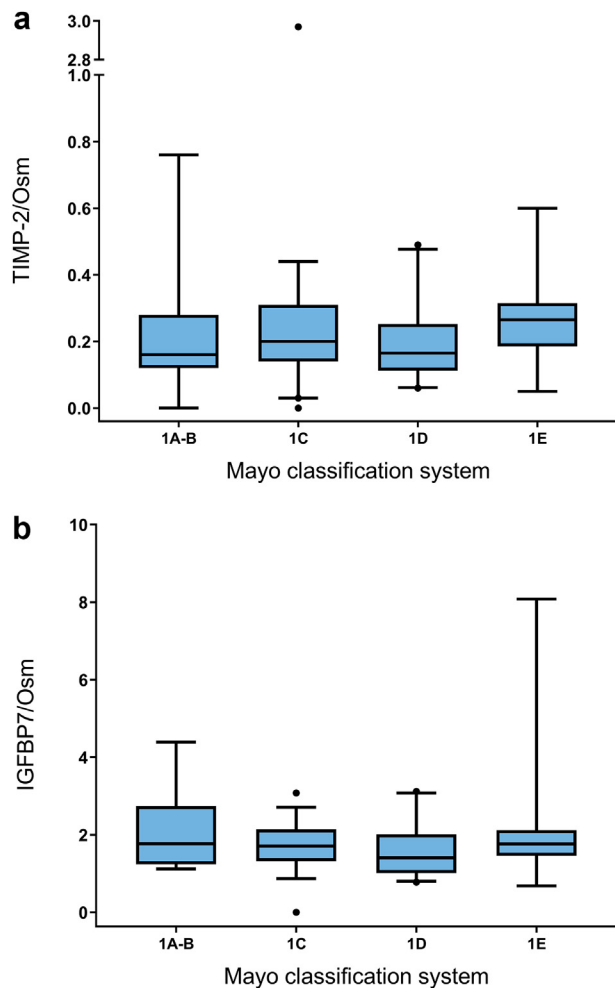 a
3.0
2.8
1.0
0.8
0.6
0.4
0.2
0.0
TIMP-2/Osm
1A-B 1C 1D 1E
Mayo classification system
b
10
8
6
4
2
0
IGFBP7/Osm
1A-B 1C 1D 1E
Mayo classification system